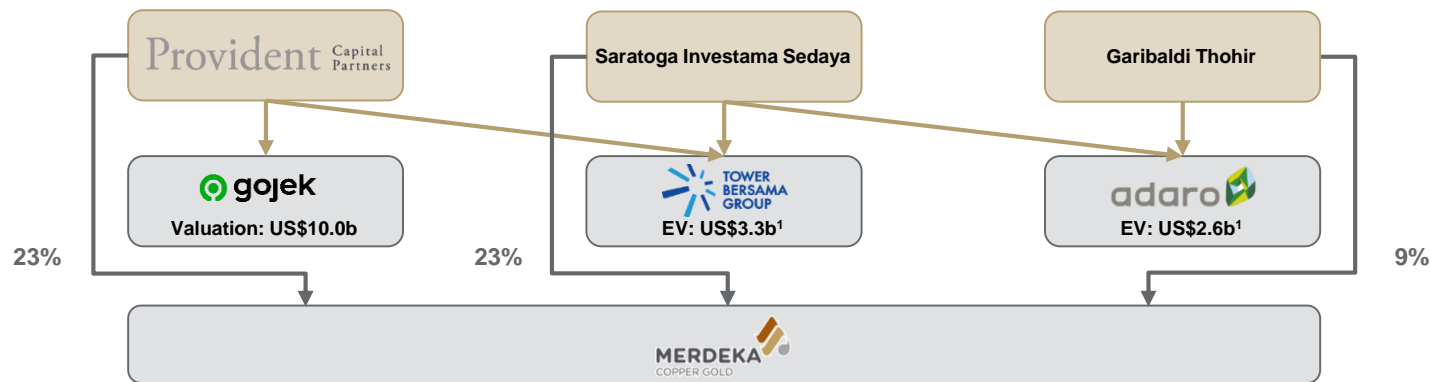 Provident Capital Partners
Saratoga Investama Sedaya
Garibaldi Thohir
gojek
Valuation: US$10.0b
TOWER
BERSAMA
GROUP
EV: US$3.3b¹
adaro
EV: US$2.6b¹
23%
23%
9%
MERDEKA
COPPER GOLD